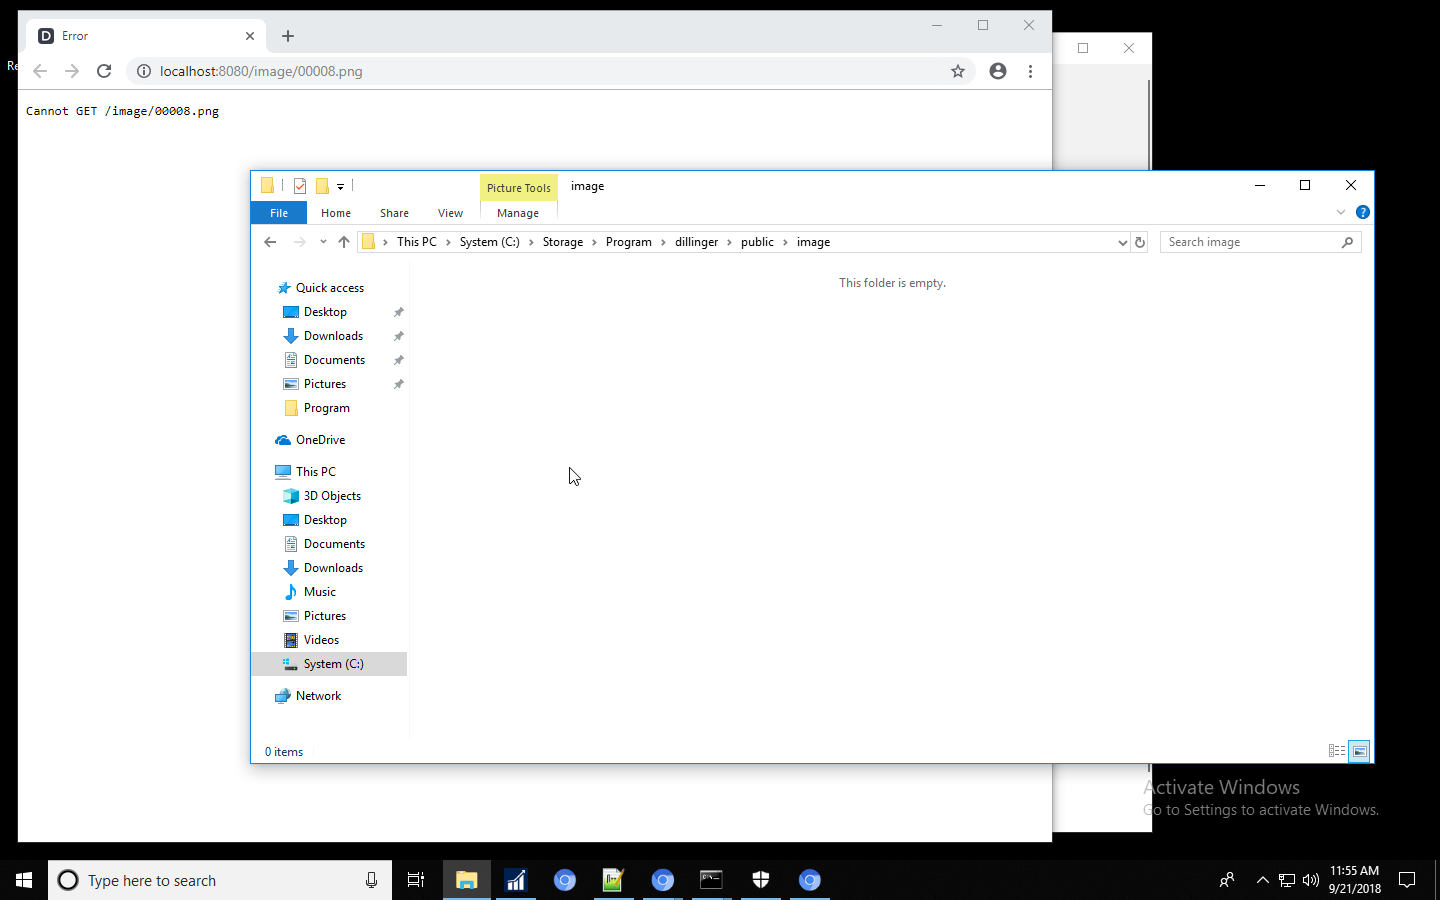 Error
localhost:8080/image/00008.png
Cannot GET /image/00008.png
Re
Picture Tools
image
File
Home
Share
View
Manage
This PC
System (C:)
Storage
Program
dillinger
public
image
Search image
This folder is empty.
Quick access
Desktop
Downloads
Documents
Pictures
Program
OneDrive
This PC
3D Objects
Desktop
Documents
Downloads
Music
Pictures
Videos
System (C:)
Network
0 items
Activate Windows
Go to Settings to activate Windows.
Type here to search
11:55 AM
9/21/2018